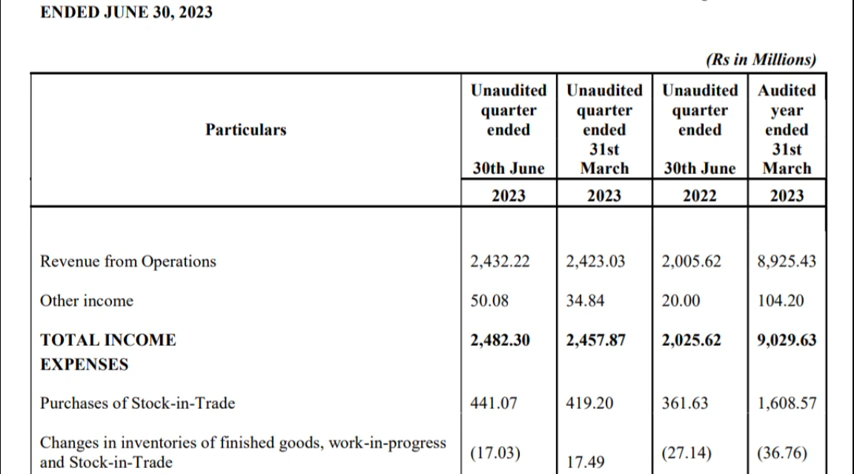 ENDED JUNE 30, 2023
(Rs in Millions)
Particulars Unaudited quarter ended 30th June Unaudited quarter ended 31st March Unaudited quarter ended 30th June Audited year ended 31st March
2023 2023 2022 2023
Revenue from Operations 2,432.22 2,423.03 2,005.62 8,925.43
Other income 50.08 34.84 20.00 104.20
TOTAL INCOME 2,482.30 2,457.87 2,025.62 9,029.63
EXPENSES
Purchases of Stock-in-Trade 441.07 419.20 361.63 1,608.57
Changes in inventories of finished goods, work-in-progress
and Stock-in-Trade (17.03) 17.49 (27.14) (36.76)